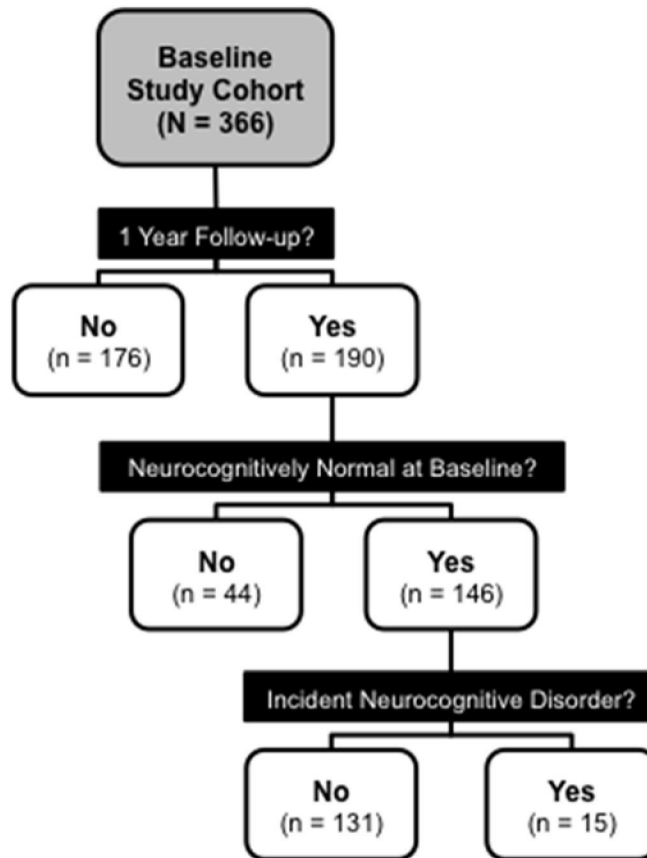 Baseline
Study Cohort
(N = 366)
1 Year Follow-up?
No
(n = 176)
Yes
(n = 190)
Neurocognitively Normal at Baseline?
No
(n = 44)
Yes
(n = 146)
Incident Neurocognitive Disorder?
No
(n = 131)
Yes
(n = 15)